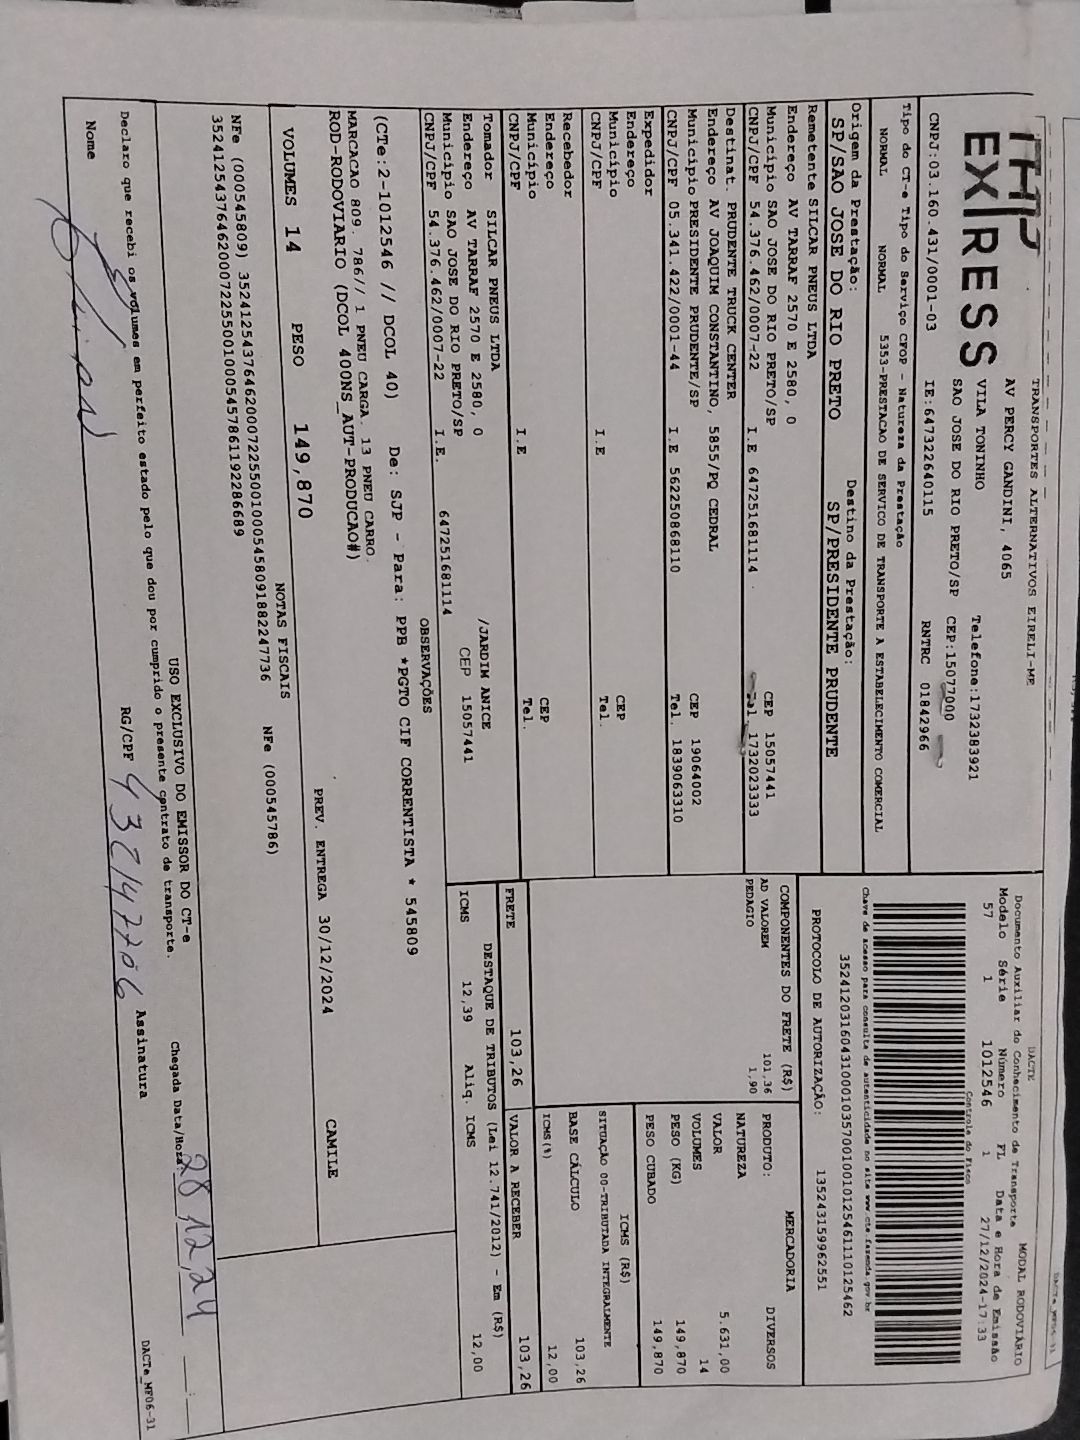 THP
EX|RESS
TRANSPORTES ALTERNATIVOS EIRELI-ME
AV PERCY GANDINI, 4065
VILA TONINHO Telefone:1732383921
SAO JOSE DO RIO PRETO/SP CEP:15077000
CNPJ:03.160.431/0001-03 IE:647322640115 RNTRC 01842966
DACTE
Documento Auxiliar do Conhecimento de Transporte MODAL RODOVIÁRIO
Modelo Série Número FL Data e Hora de Emissão
57 1 1012546 1 27/12/2024-17:33
Controle do Fisco
Chave de acesso para consulta de autenticidade no site www.cte.fazenda.gov.br
35241203160431000103570010010125461110125462
PROTOCOLO DE AUTORIZAÇÃO: 135243159962551
Tipo do CT-e Tipo do Serviço CFOP - Natureza da Prestação
NORMAL NORMAL 5353-PRESTACAO DE SERVICO DE TRANSPORTE A ESTABELECIMENTO COMERCIAL
Origem da Prestação: Destino da Prestação:
SP/SAO JOSE DO RIO PRETO SP/PRESIDENTE PRUDENTE
Remetente SILCAR PNEUS LTDA
Endereço AV TARRAF 2570 E 2580, 0
Município SAO JOSE DO RIO PRETO/SP CEP 15057441
CNPJ/CPF 54.376.462/0007-22 I.E 647251681114 Tel. 1732023333
Destinat. PRUDENTE TRUCK CENTER
Endereço AV JOAQUIM CONSTANTINO, 5855/PQ CEDRAL
Município PRESIDENTE PRUDENTE/SP CEP 19064002
CNPJ/CPF 05.341.422/0001-44 I.E 562250868110 Tel. 1839063310
Expedidor
Endereço
Município CEP
CNPJ/CPF I.E Tel.
Recebedor
Endereço
Município CEP
CNPJ/CPF I.E Tel.
Tomador SILCAR PNEUS LTDA
Endereço AV TARRAF 2570 E 2580, 0 /JARDIM ANICE
Município SAO JOSE DO RIO PRETO/SP CEP 15057441
CNPJ/CPF 54.376.462/0007-22 I.E. 647251681114
COMPONENTES DO FRETE (R$)
AD VALOREM 101,36
PEDAGIO 1,90
MERCADORIA
PRODUTO: DIVERSOS
NATUREZA
VALOR 5.631,00
VOLUMES 14
PESO (KG) 149,870
PESO CUBADO 149,870
ICMS (R$)
SITUAÇÃO 00-TRIBUTADA INTEGRALMENTE
BASE CÁLCULO 103,26
ICMS(%) 12,00
FRETE 103,26 VALOR A RECEBER 103,26
DESTAQUE DE TRIBUTOS (Lei 12.741/2012) - Em (R$)
ICMS 12,39 Aliq. ICMS 12,00
OBSERVAÇÕES
(CTe:2-1012546 // DCOL 40) De: SJP - Para: PPB *PGTO CIF CORRENTISTA * 545809
MARCACAO 809. 786// 1 PNEU CARGA. 13 PNEU CARRO.
ROD-RODOVIARIO (DCOL 400NS_AUT-PRODUCAO#)
PREV. ENTREGA 30/12/2024 CAMILE
VOLUMES 14 PESO 149,870
NOTAS FISCAIS
NFe (000545809) 35241254376462000722550010005458091882247736 NFe (000545786)
35241254376462000722550010005457861192286689
USO EXCLUSIVO DO EMISSOR DO CT-e
Declaro que recebi os volumes em perfeito estado pelo que dou por cumprido o presente contrato de transporte.
Chegada Data/Hora: 28 12 24 __:__
Nome RG/CPF Assinatura
DACTe_MF06-31